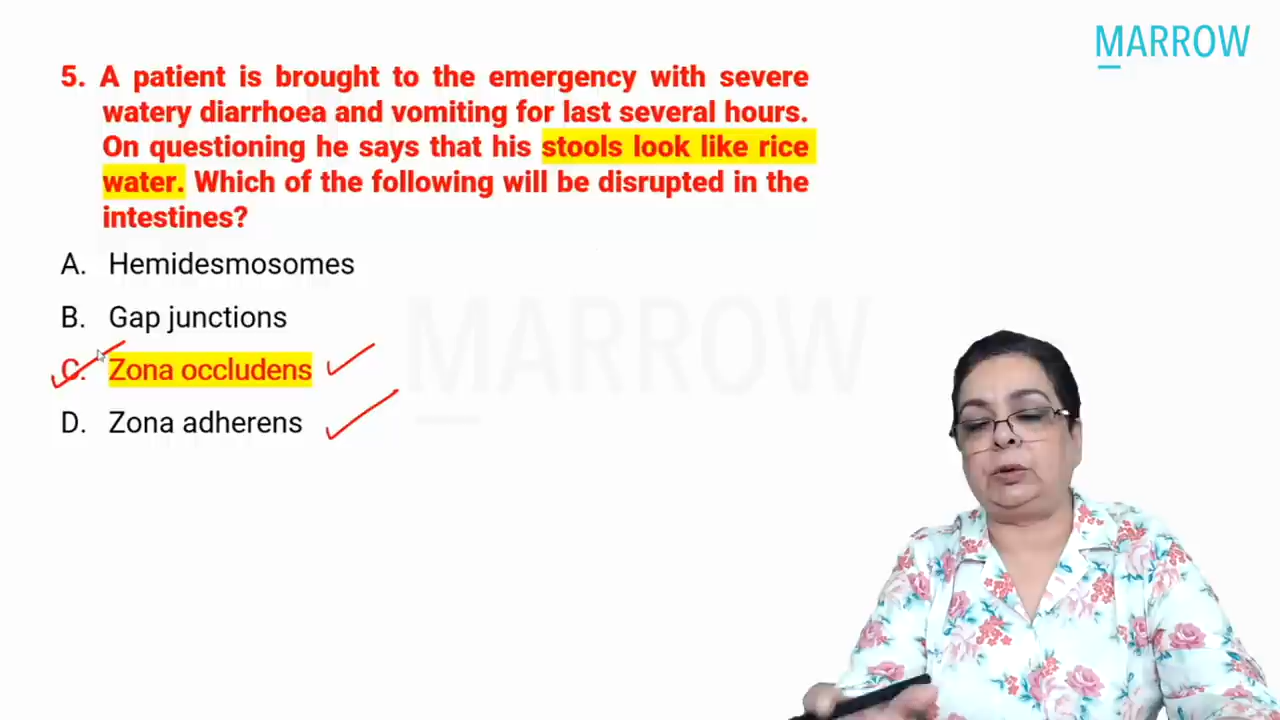 MARROW
5. A patient is brought to the emergency with severe
watery diarrhoea and vomiting for last several hours.
On questioning he says that his stools look like rice
water. Which of the following will be disrupted in the
intestines?
A. Hemidesmosomes
B. Gap junctions
C. Zona occludens
D. Zona adherens
MARROW